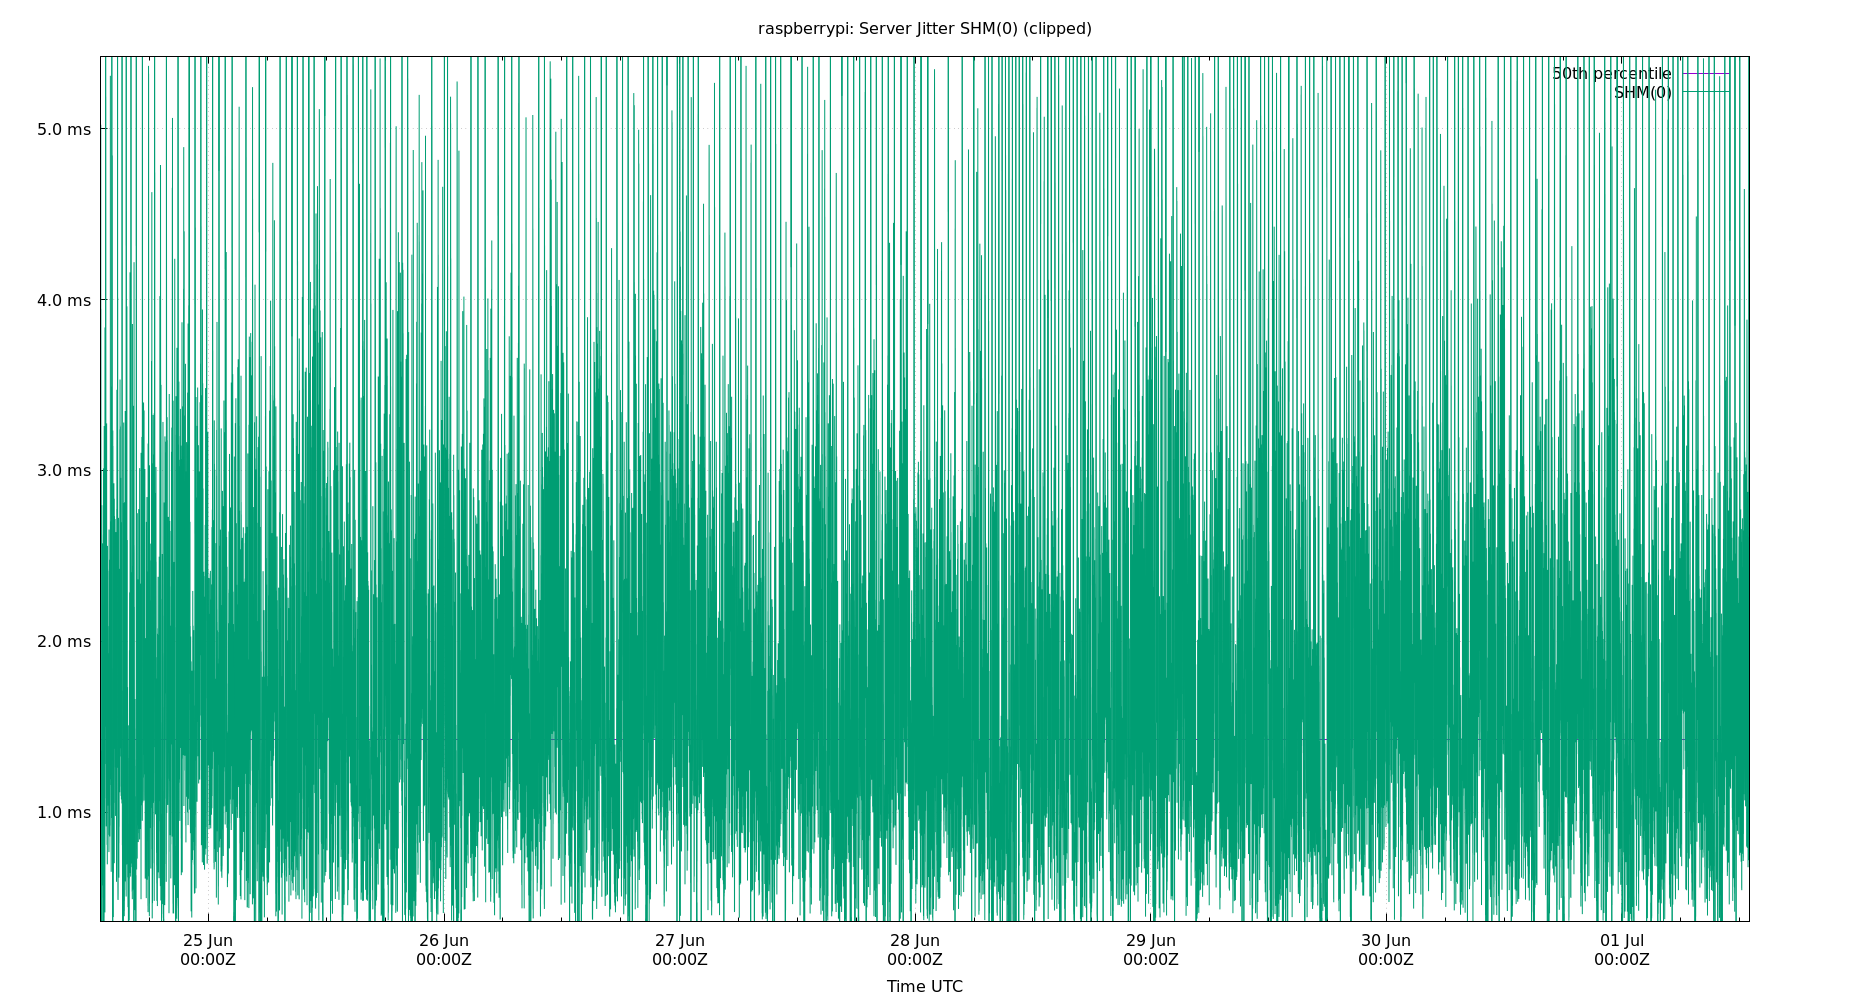 raspberrypi: Server Jitter SHM(0) (clipped)
50th percentile
SHM(0)
5.0 ms
4.0 ms
3.0 ms
2.0 ms
1.0 ms
25 Jun 26 Jun 27 Jun 28 Jun 29 Jun 30 Jun 01 Jul
00:00Z 00:00Z 00:00Z 00:00Z 00:00Z 00:00Z 00:00Z
Time UTC